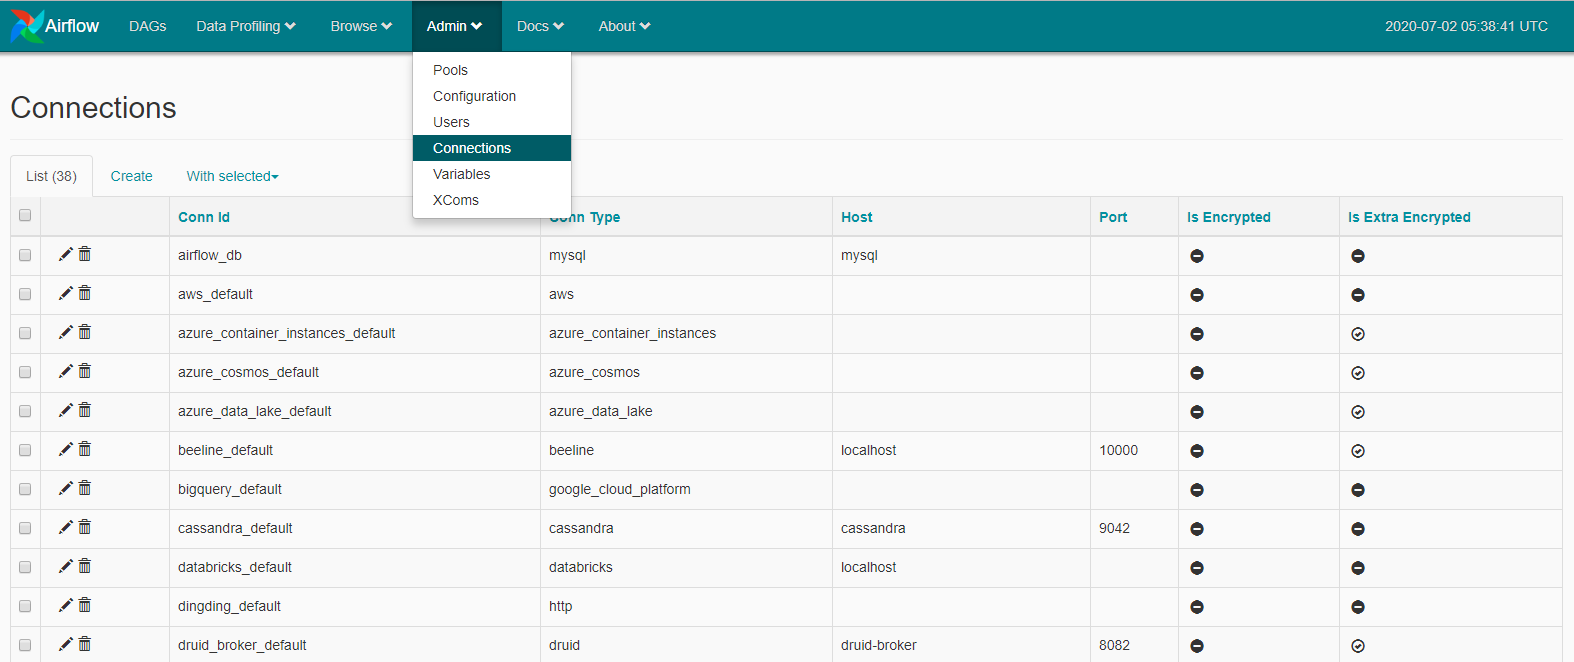 Airflow DAGs Data Profiling Browse Admin Docs About 2020-07-02 05:38:41 UTC
Pools
Configuration
Users
Connections
Variables
XComs
Connections
List (38) Create With selected
Conn Id Conn Type Host Port Is Encrypted Is Extra Encrypted
airflow_db mysql mysql
aws_default aws
azure_container_instances_default azure_container_instances
azure_cosmos_default azure_cosmos
azure_data_lake_default azure_data_lake
beeline_default beeline localhost 10000
bigquery_default google_cloud_platform
cassandra_default cassandra cassandra 9042
databricks_default databricks localhost
dingding_default http
druid_broker_default druid druid-broker 8082